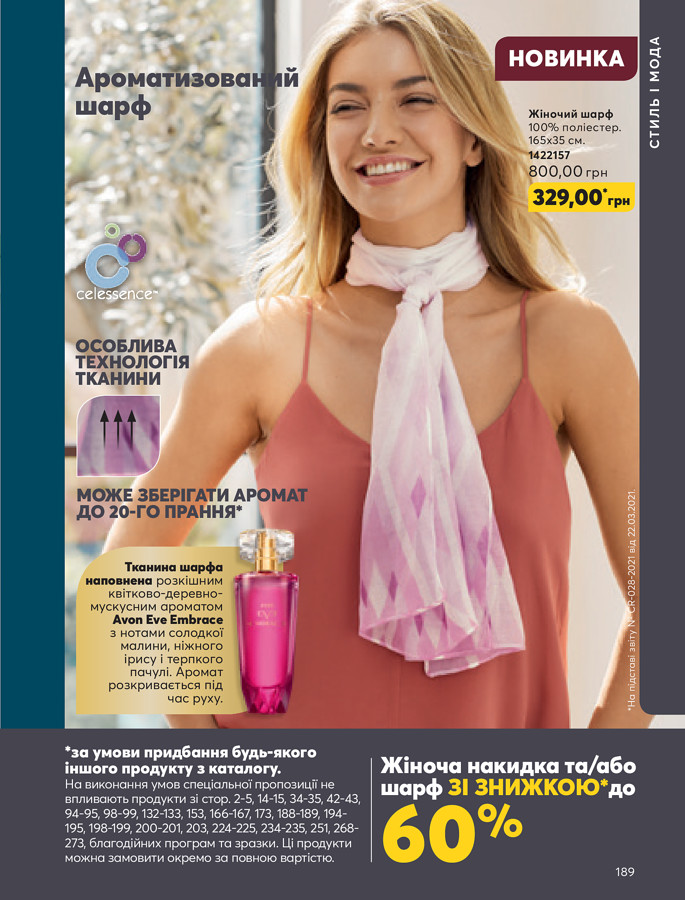 НОВИНКА
СТИЛЬ І МОДА
Ароматизований
шарф
Жіночий шарф
100% поліестер.
165х35 см.
1422157
800,00 грн
329,00* грн
celessence™
ОСОБЛИВА
ТЕХНОЛОГІЯ
ТКАНИНИ
МОЖЕ ЗБЕРІГАТИ АРОМАТ
ДО 20-ГО ПРАННЯ*
Тканина шарфа
наповнена розкішним
квітково-деревно-
мускусним ароматом
Avon Eve Embrace
з нотами солодкої
малини, ніжного
ірису і терпкого
пачулі. Аромат
розкривається під
час руху.
*На підставі звіту № CR-028-2021 від 22.03.2021.
*за умови придбання будь-якого
іншого продукту з каталогу.
На виконання умов спеціальної пропозиції не
впливають продукти зі стор. 2-5, 14-15, 34-35, 42-43,
94-95, 98-99, 132-133, 153, 166-167, 173, 188-189, 194-
195, 198-199, 200-201, 203, 224-225, 234-235, 251, 268-
273, благодійних програм та зразки. Ці продукти
можна замовити окремо за повною вартістю.
Жіноча накидка та/або
шарф ЗІ ЗНИЖКОЮ* до
60%
189